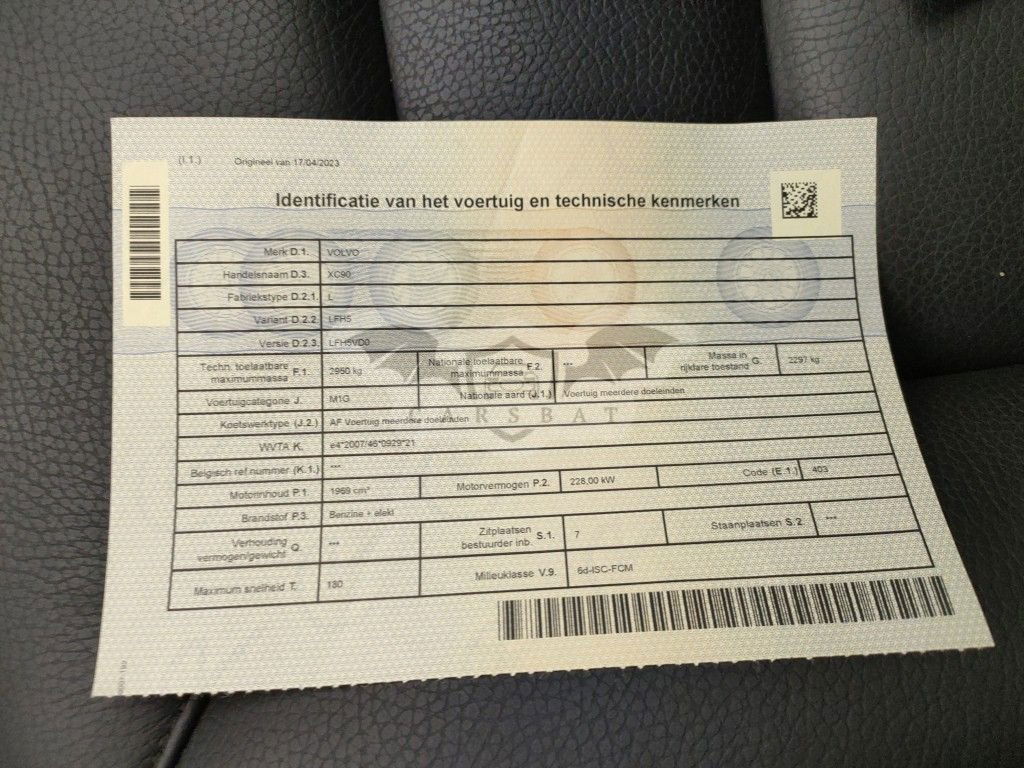 (I.1.) Origineel van 17/04/2023
Identificatie van het voertuig en technische kenmerken
Merk D.1. VOLVO
Handelsnaam D.3. XC90
Fabriekstype D.2.1. L
Variant D.2.2. LFH5
Versie D.2.3. LFH5VD0
Techn. toelaatbare maximummassa F.1. 2950 kg Nationale toelaatbare maximummassa F.2. --- Massa in rijklare toestand G. 2297 kg
Voertuigcategorie J. M1G Nationale aard (J.1.) Voertuig meerdere doeleinden
CARSBAT
Koetswerktype (J.2.) AF Voertuig meerdere doeleinden
WVTA K. e4*2007/46*0929*21
Belgisch ref.nummer (K.1.) ---
Motorinhoud P.1. 1969 cm³ Motorvermogen P.2. 228,00 kW Code (E.1.) 403
Brandstof P.3. Benzine + elekt
Verhouding vermogen/gewicht Q. --- Zitplaatsen bestuurder inb. S.1. 7 Staanplaatsen S.2 ---
Maximum snelheid T. 180 Milieuklasse V.9. 6d-ISC-FCM